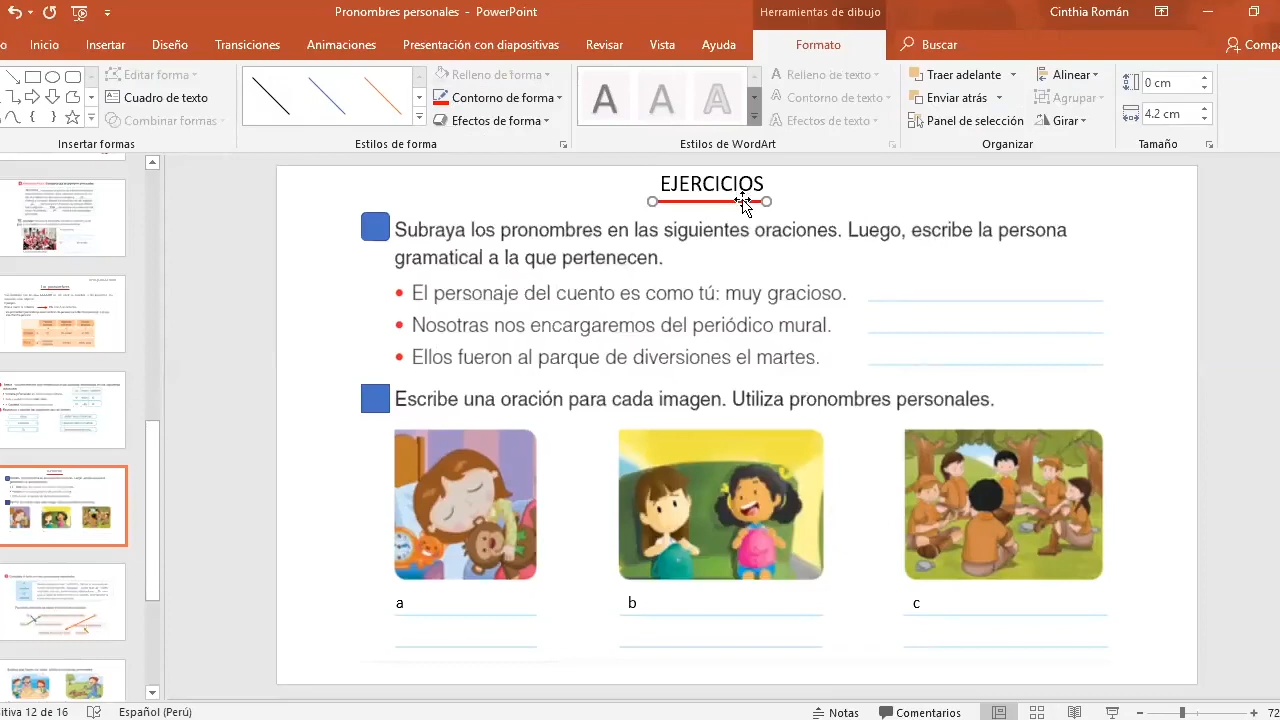 Pronombres personales - PowerPoint
Herramientas de dibujo
Cinthia Román
Inicio
Insertar
Diseño
Transiciones
Animaciones
Presentación con diapositivas
Revisar
Vista
Ayuda
Formato
Buscar
Compa
Editar forma
Cuadro de texto
Combinar formas
Insertar formas
Relleno de forma
Contorno de forma
Efectos de forma
Estilos de forma
A A A
Relleno de texto
Contorno de texto
Efectos de texto
Estilos de WordArt
Traer adelante
Enviar atrás
Panel de selección
Alinear
Agrupar
Girar
Organizar
0 cm
4.2 cm
Tamaño
EJERCICIOS
Subraya los pronombres en las siguientes oraciones. Luego, escribe la persona
gramatical a la que pertenecen.
• El personaje del cuento es como tú: muy gracioso.
• Nosotras nos encargaremos del periódico mural.
• Ellos fueron al parque de diversiones el martes.
Escribe una oración para cada imagen. Utiliza pronombres personales.
a
b
c
itiva 12 de 16
Español (Perú)
Notas
Comentarios
72